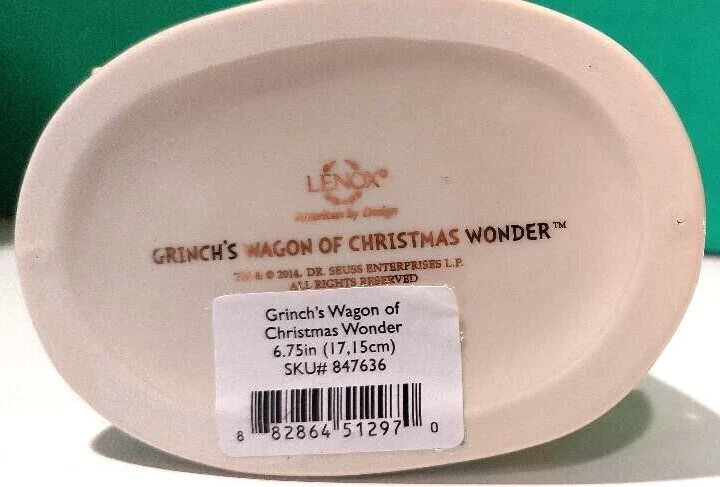 LENOX®
American by Design
GRINCH'S WAGON OF CHRISTMAS WONDER™
TM & © 2014. DR. SEUSS ENTERPRISES L.P.
ALL RIGHTS RESERVED
Grinch's Wagon of
Christmas Wonder
6.75in (17,15cm)
SKU# 847636
8 82864 51297 0